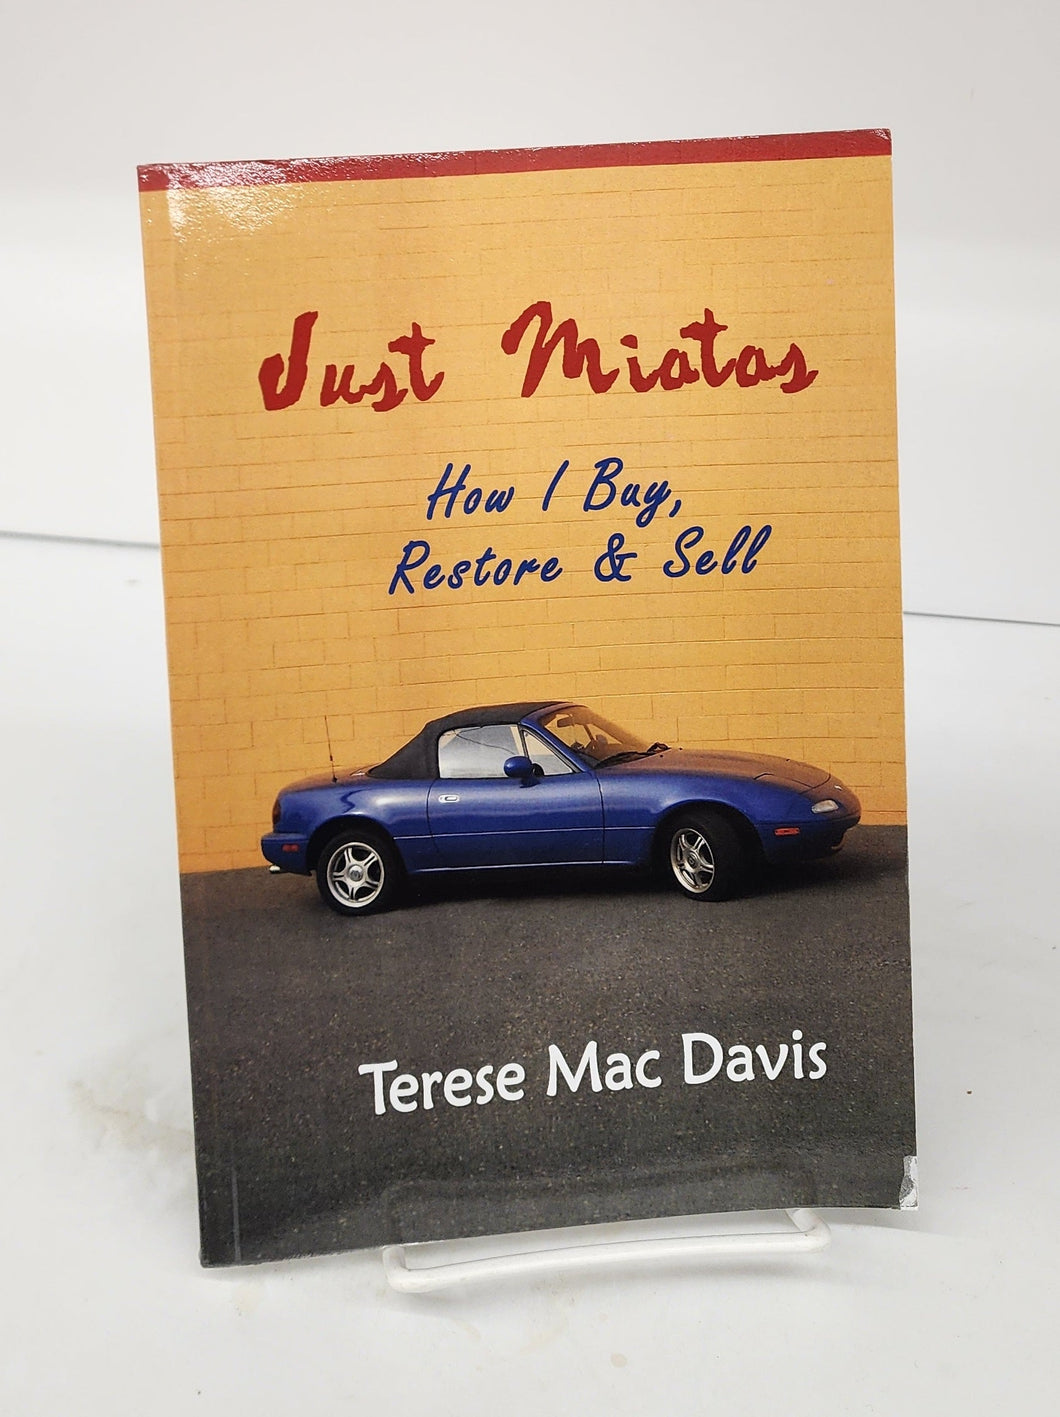 Just Miatas
How I Buy,
Restore & Sell
Terese Mac Davis